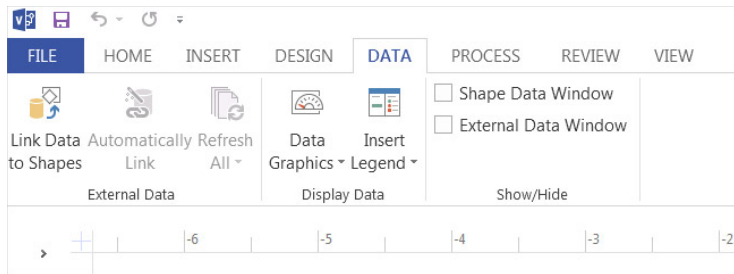 FILE HOME INSERT DESIGN DATA PROCESS REVIEW VIEW
Link Data to Shapes
Automatically Link
Refresh All
Data Graphics
Insert Legend
Shape Data Window
External Data Window
External Data
Display Data
Show/Hide
-6 -5 -4 -3 -2